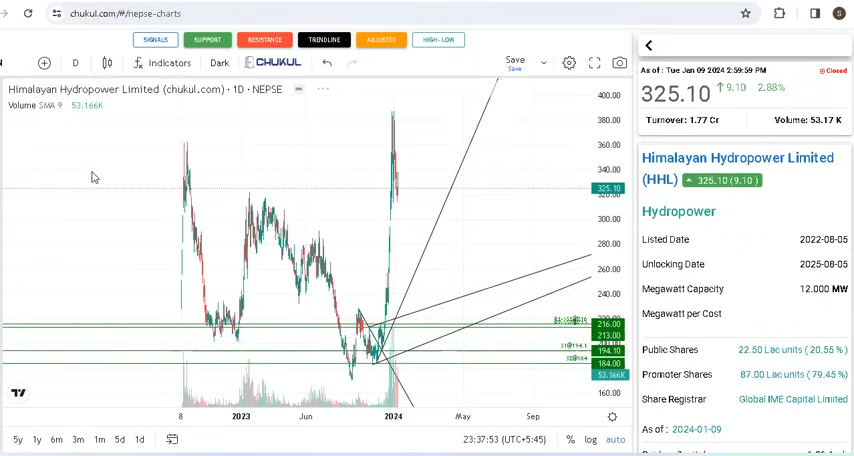 chukul.com/#/nepse-charts
S
SIGNALS
SUPPORT
RESISTANCE
TRENDLINE
ADJUSTED
HIGH-LOW
D
Indicators
Dark
CHUKUL
Save
Save
Himalayan Hydropower Limited (chukul.com) · 1D · NEPSE
Volume SMA 9 53.166K
400.00
360.00
340.00
325.10
300.00
280.00
260.00
216.00
213.00
S1@194.1
194.10
S2@184
184.00
53.166K
160.00
8
2023
Jun
2024
May
Sep
5y
1y
6m
3m
1m
5d
1d
23:37:53 (UTC+5:45)
%
log
auto
As of : Tue Jan 09 2024 2:59:59 PM
Closed
325.10
9.10
2.88%
Turnover: 1.77 Cr
Volume: 53.17 K
Himalayan Hydropower Limited
(HHL)
325.10 (9.10)
Hydropower
Listed Date
2022-08-05
Unlocking Date
2025-08-05
Megawatt Capacity
12.000 MW
Megawatt per Cost
Public Shares
22.50 Lac units ( 20.55 % )
Promoter Shares
87.00 Lac units ( 79.45 % )
Share Registrar
Global IME Capital Limited
As of : 2024-01-09